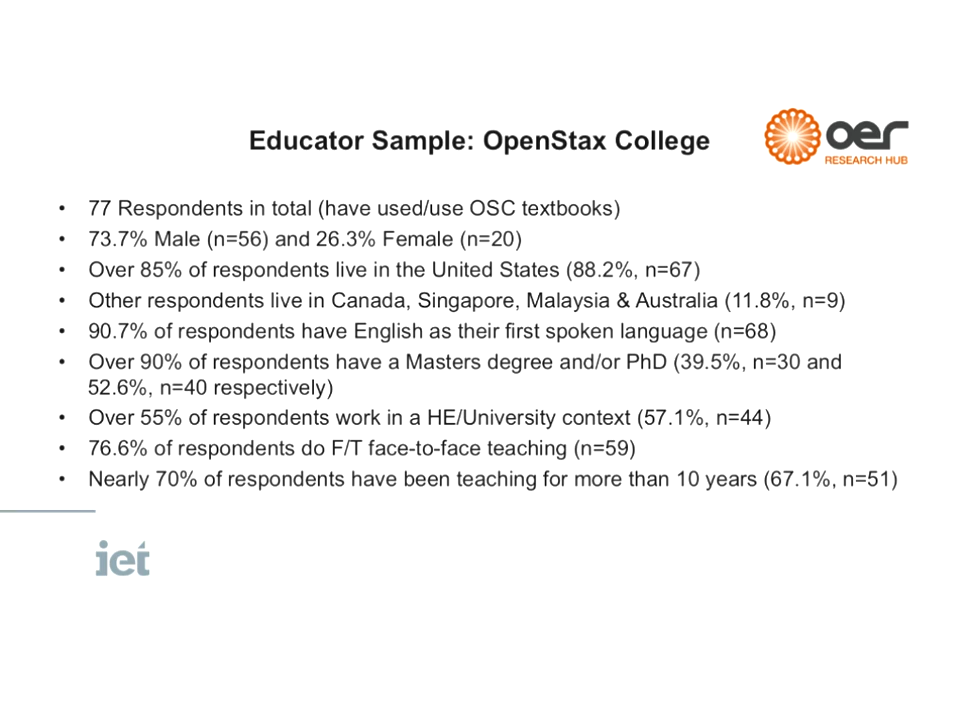 Educator Sample: OpenStax College
oer
RESEARCH HUB
• 77 Respondents in total (have used/use OSC textbooks)
• 73.7% Male (n=56) and 26.3% Female (n=20)
• Over 85% of respondents live in the United States (88.2%, n=67)
• Other respondents live in Canada, Singapore, Malaysia & Australia (11.8%, n=9)
• 90.7% of respondents have English as their first spoken language (n=68)
• Over 90% of respondents have a Masters degree and/or PhD (39.5%, n=30 and
52.6%, n=40 respectively)
• Over 55% of respondents work in a HE/University context (57.1%, n=44)
• 76.6% of respondents do F/T face-to-face teaching (n=59)
• Nearly 70% of respondents have been teaching for more than 10 years (67.1%, n=51)
iet